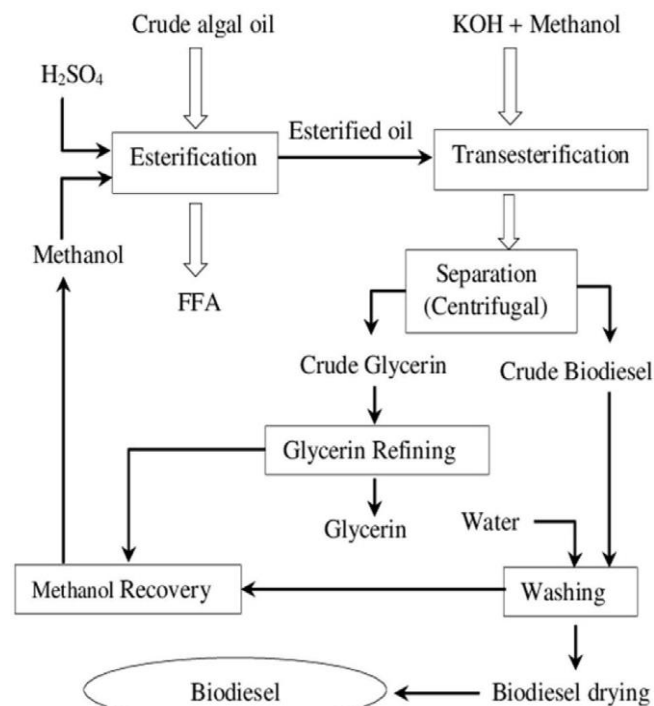 Crude algal oil
KOH + Methanol
H₂SO₄
Esterified oil
Esterification
Transesterification
Methanol
FFA
Separation
(Centrifugal)
Crude Glycerin
Crude Biodiesel
Glycerin Refining
Glycerin
Water
Methanol Recovery
Washing
Biodiesel
Biodiesel drying